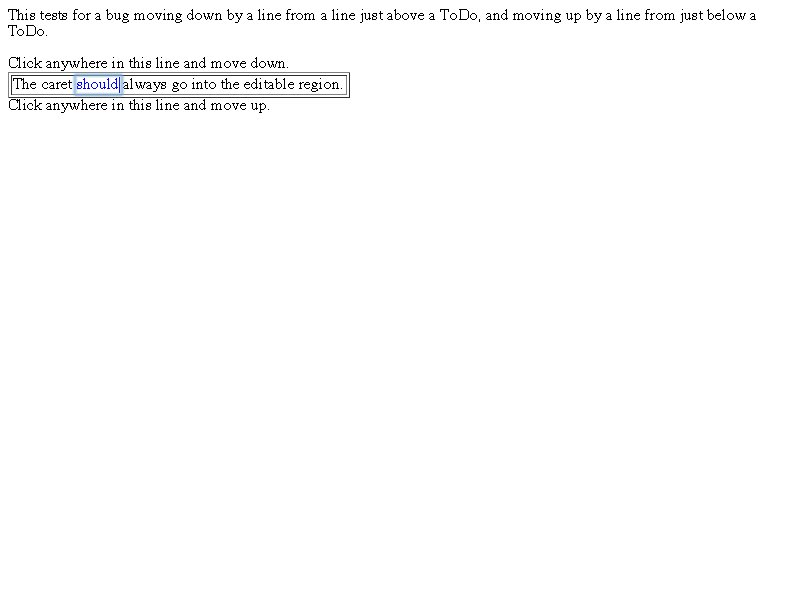 This tests for a bug moving down by a line from a line just above a ToDo, and moving up by a line from just below a
ToDo.
Click anywhere in this line and move down.
The caret should always go into the editable region.
Click anywhere in this line and move up.